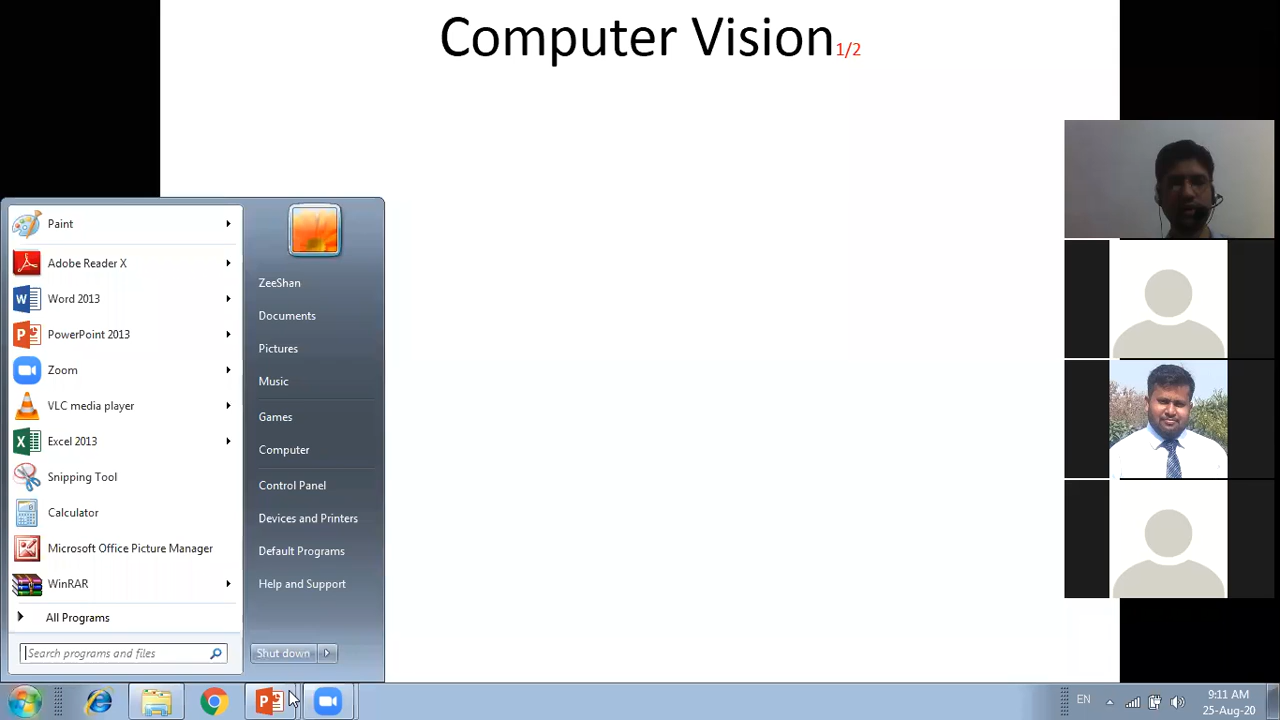 Computer Vision1/2
Paint
Adobe Reader X
Word 2013
PowerPoint 2013
Zoom
VLC media player
Excel 2013
Snipping Tool
Calculator
Microsoft Office Picture Manager
WinRAR
All Programs
Search programs and files
ZeeShan
Documents
Pictures
Music
Games
Computer
Control Panel
Devices and Printers
Default Programs
Help and Support
Shut down
EN
9:11 AM
25-Aug-20